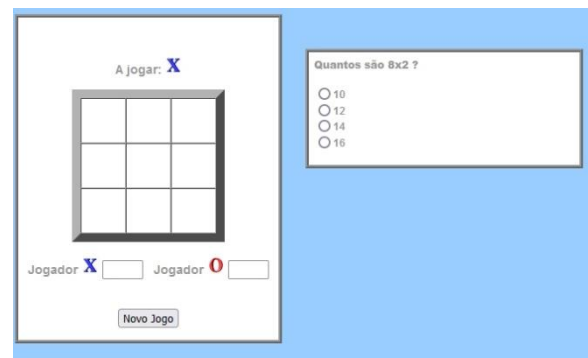 A jogar: X
Jogador X Jogador O
Novo Jogo
Quantos são 8x2 ?
10
12
14
16